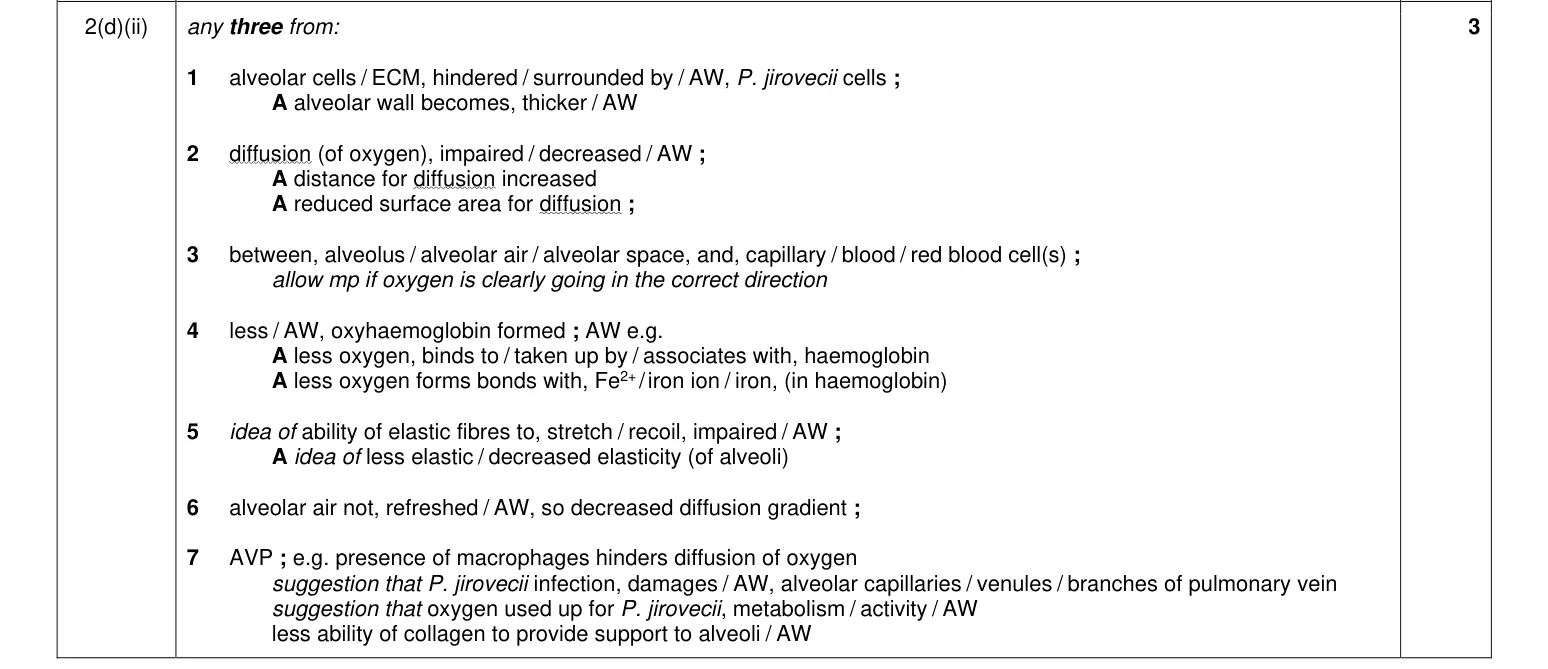 2(d)(ii) any three from: 3
1 alveolar cells / ECM, hindered / surrounded by / AW, P. jirovecii cells ;
A alveolar wall becomes, thicker / AW
2 diffusion (of oxygen), impaired / decreased / AW ;
A distance for diffusion increased
A reduced surface area for diffusion ;
3 between, alveolus / alveolar air / alveolar space, and, capillary / blood / red blood cell(s) ;
allow mp if oxygen is clearly going in the correct direction
4 less / AW, oxyhaemoglobin formed ; AW e.g.
A less oxygen, binds to / taken up by / associates with, haemoglobin
A less oxygen forms bonds with, Fe²⁺ / iron ion / iron, (in haemoglobin)
5 idea of ability of elastic fibres to, stretch / recoil, impaired / AW ;
A idea of less elastic / decreased elasticity (of alveoli)
6 alveolar air not, refreshed / AW, so decreased diffusion gradient ;
7 AVP ; e.g. presence of macrophages hinders diffusion of oxygen
suggestion that P. jirovecii infection, damages / AW, alveolar capillaries / venules / branches of pulmonary vein
suggestion that oxygen used up for P. jirovecii, metabolism / activity / AW
less ability of collagen to provide support to alveoli / AW